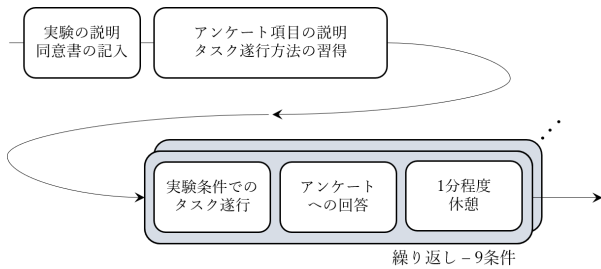 実験の説明
同意書の記入
アンケート項目の説明
タスク遂行方法の習得
実験条件での
タスク遂行
アンケート
への回答
1分程度
休憩
繰り返し – 9条件